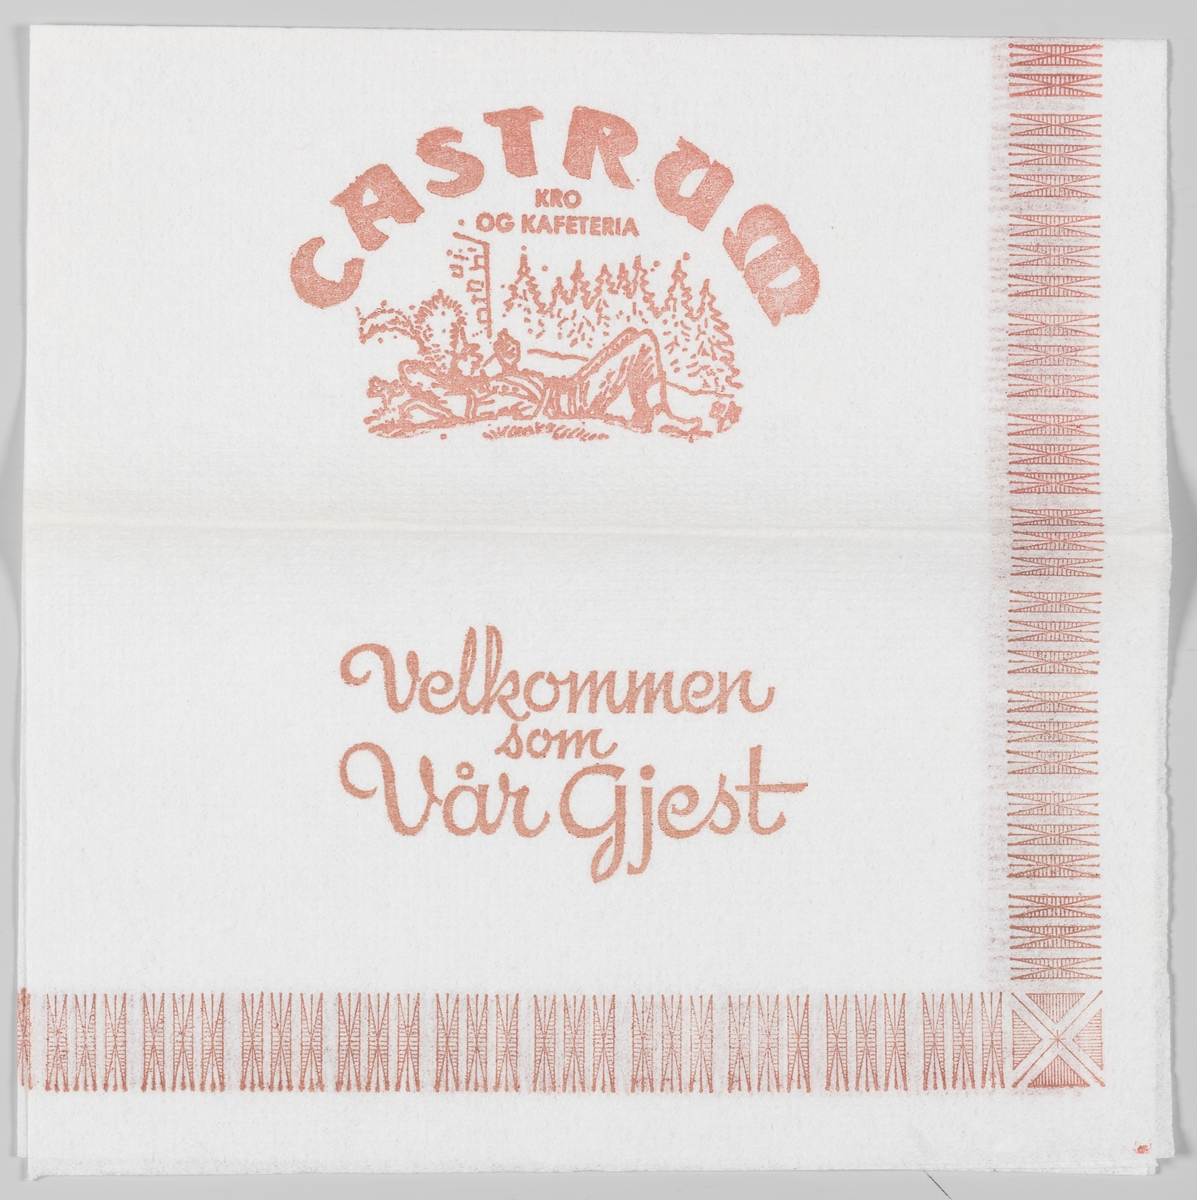 CASTRUM
KRO
OG KAFETERIA
Velkommen
som
Vår Gjest